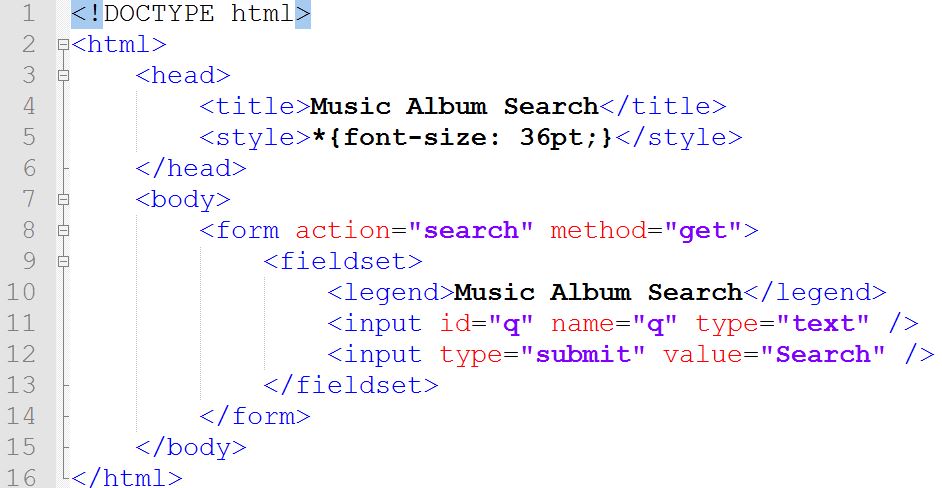 1 <!DOCTYPE html>
2 <html>
3 <head>
4 <title>Music Album Search</title>
5 <style>*{font-size: 36pt;}</style>
6 </head>
7 <body>
8 <form action="search" method="get">
9 <fieldset>
10 <legend>Music Album Search</legend>
11 <input id="q" name="q" type="text" />
12 <input type="submit" value="Search" />
13 </fieldset>
14 </form>
15 </body>
16 </html>